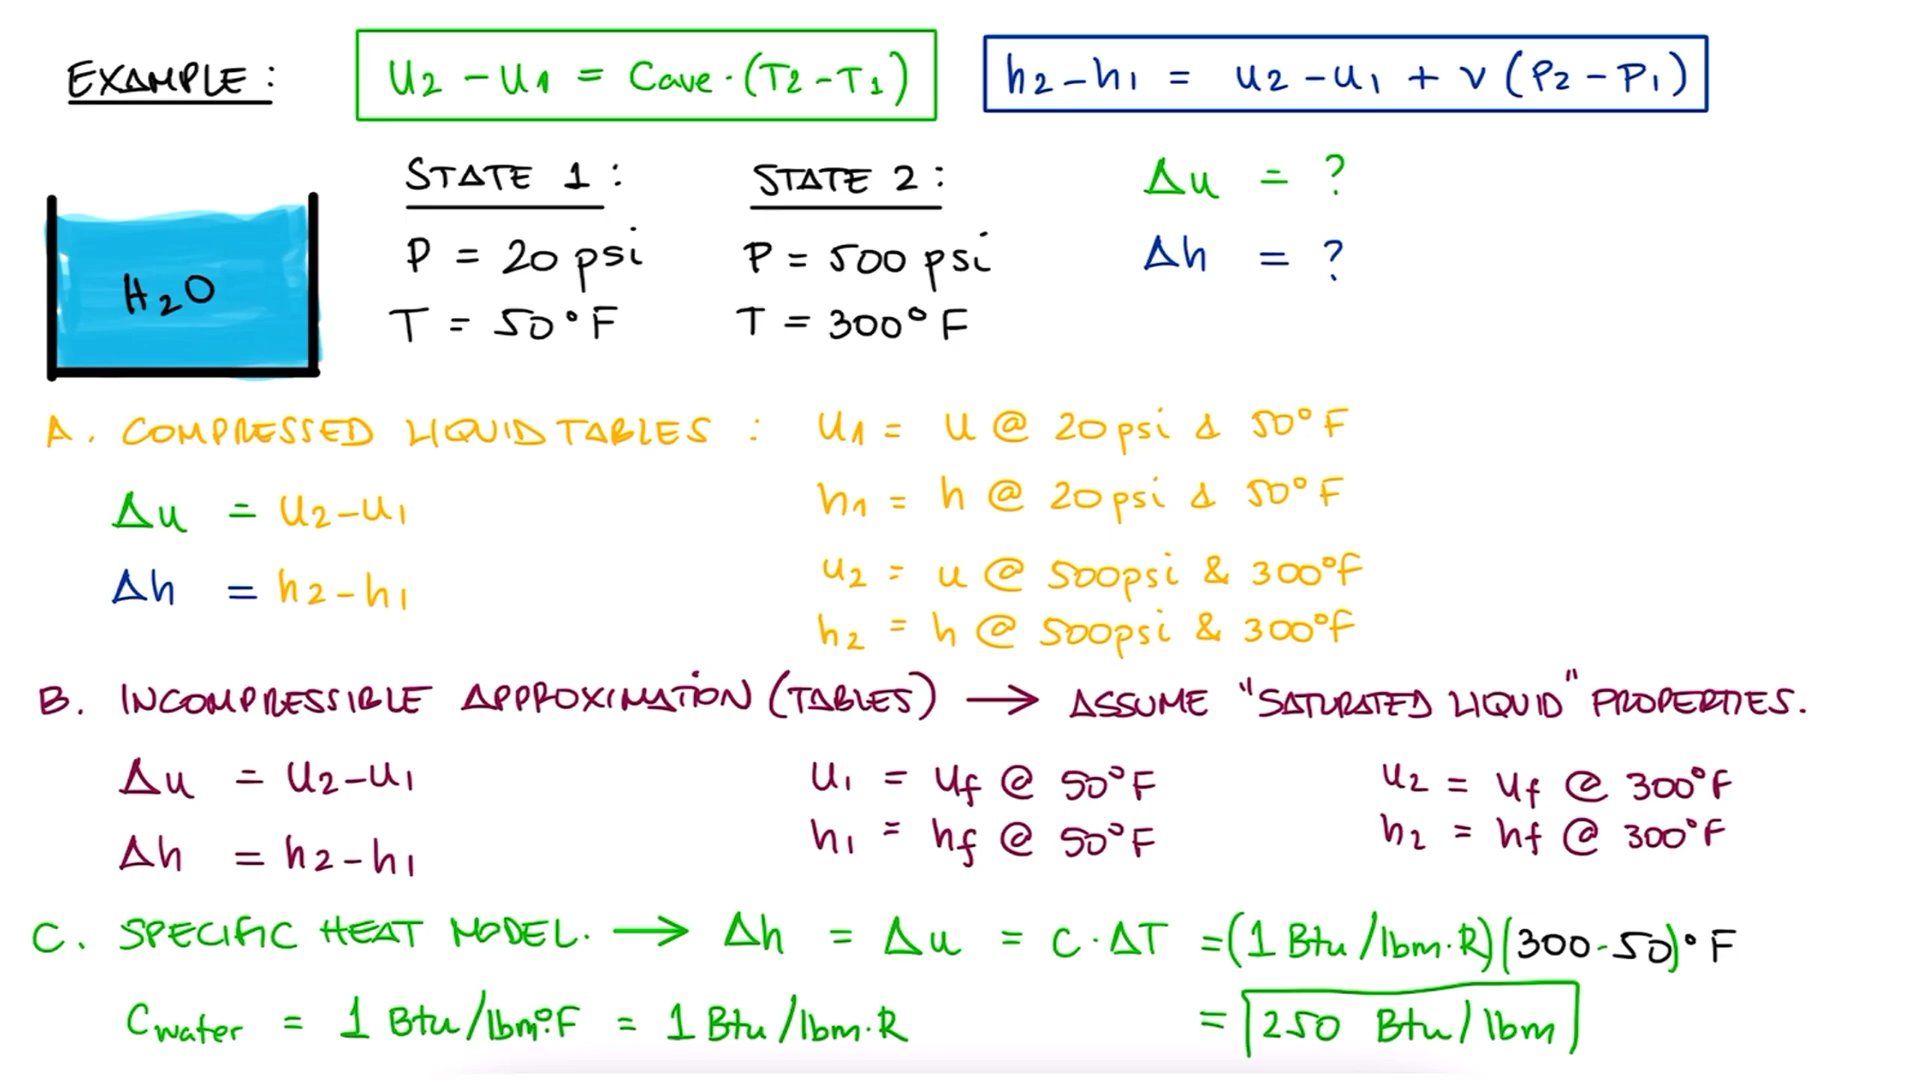 EXAMPLE: U2 - U1 = Cave · (T2 - T1) h2 - h1 = u2 - u1 + v (P2 - P1)
STATE 1: STATE 2: Δu = ?
P = 20 psi P = 500 psi Δh = ?
H2O
T = 50°F T = 300°F
A. COMPRESSED LIQUID TABLES: U1 = U @ 20 psi & 50°F
h1 = h @ 20 psi & 50°F
Δu = U2 - U1
u2 = u @ 500psi & 300°F
Δh = h2 - h1
h2 = h @ 500psi & 300°F
B. INCOMPRESSIBLE APPROXIMATION (TABLES) → ASSUME "SATURATED LIQUID" PROPERTIES.
Δu = U2 - U1 U1 = Uf @ 50°F U2 = Uf @ 300°F
Δh = h2 - h1 h1 = hf @ 50°F h2 = hf @ 300°F
C. SPECIFIC HEAT MODEL. → Δh = Δu = C · ΔT = (1 Btu/lbm·R)(300-50)°F
Cwater = 1 Btu/lbm°F = 1 Btu/lbm·R = 250 Btu/lbm